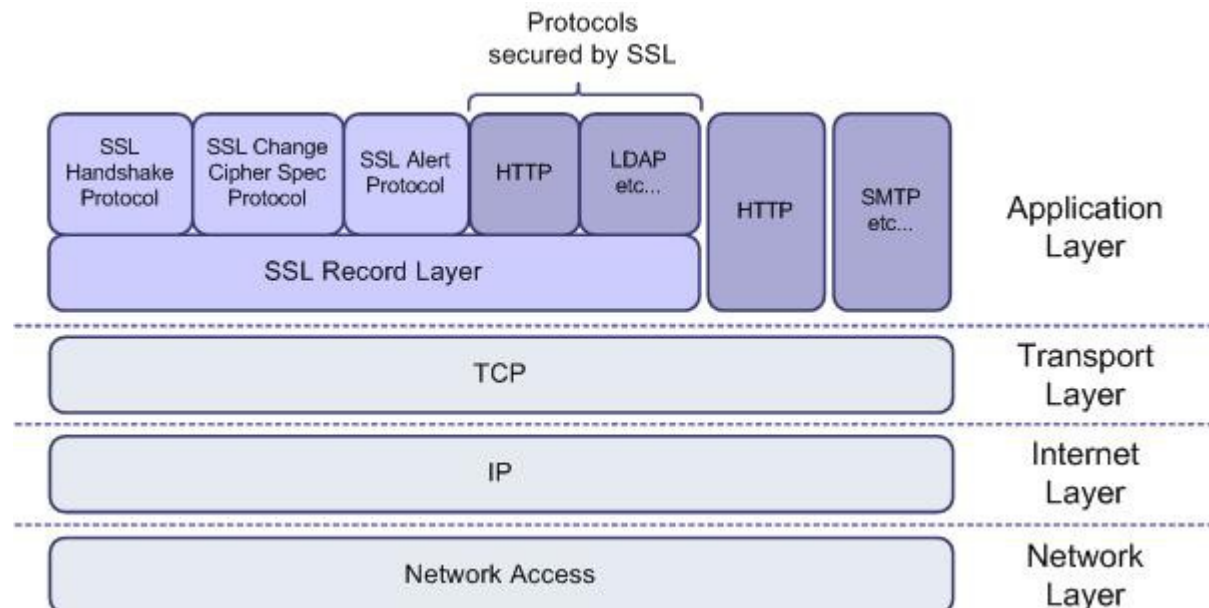 Protocols
secured by SSL
SSL
Handshake
Protocol
SSL Change
Cipher Spec
Protocol
SSL Alert
Protocol
HTTP
LDAP
etc...
HTTP
SMTP
etc...
Application
Layer
SSL Record Layer
TCP
Transport
Layer
IP
Internet
Layer
Network Access
Network
Layer